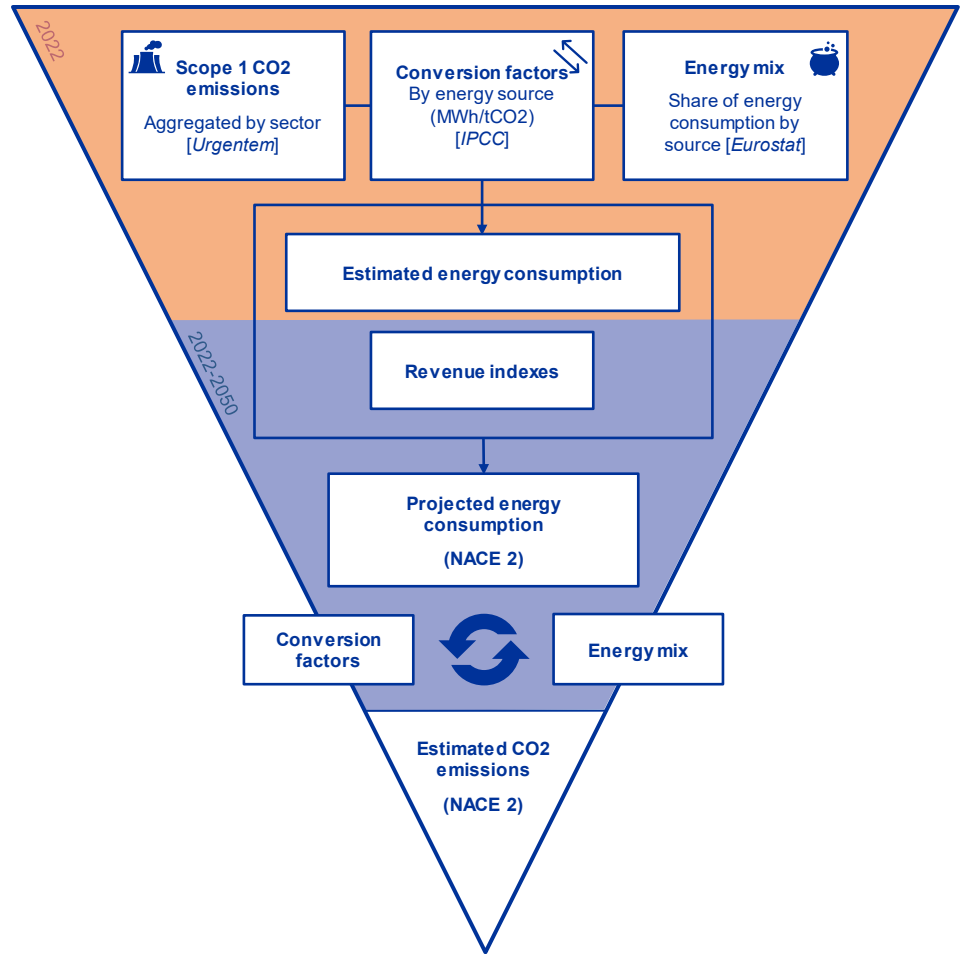 2022
Scope 1 CO2
emissions
Aggregated by sector
[Urgentem]
Conversion factors
By energy source
(MWh/tCO2)
[IPCC]
Energy mix
Share of energy
consumption by
source [Eurostat]
Estimated energy consumption
2022-2050
Revenue indexes
Projected energy
consumption
(NACE 2)
Conversion
factors
Energy mix
Estimated CO2
emissions
(NACE 2)